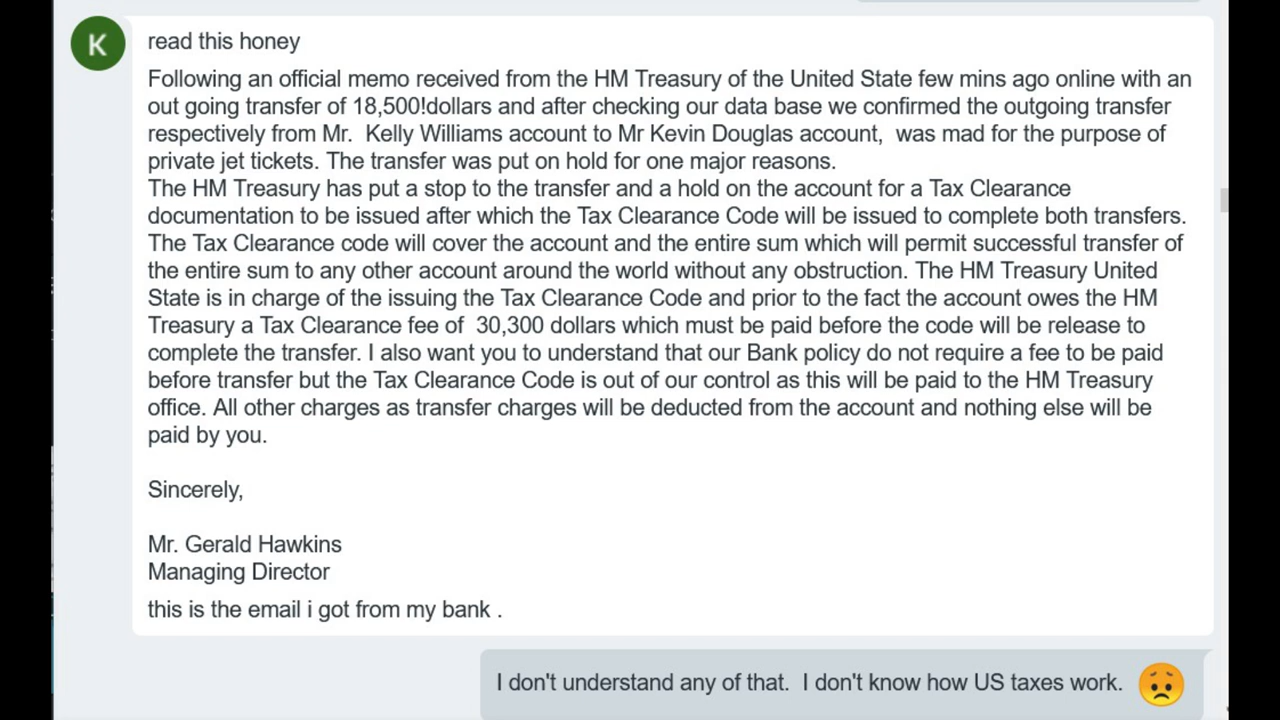 K
read this honey
Following an official memo received from the HM Treasury of the United State few mins ago online with an
out going transfer of 18,500!dollars and after checking our data base we confirmed the outgoing transfer
respectively from Mr.  Kelly Williams account to Mr Kevin Douglas account,  was mad for the purpose of
private jet tickets. The transfer was put on hold for one major reasons.
The HM Treasury has put a stop to the transfer and a hold on the account for a Tax Clearance
documentation to be issued after which the Tax Clearance Code will be issued to complete both transfers.
The Tax Clearance code will cover the account and the entire sum which will permit successful transfer of
the entire sum to any other account around the world without any obstruction. The HM Treasury United
State is in charge of the issuing the Tax Clearance Code and prior to the fact the account owes the HM
Treasury a Tax Clearance fee of  30,300 dollars which must be paid before the code will be release to
complete the transfer. I also want you to understand that our Bank policy do not require a fee to be paid
before transfer but the Tax Clearance Code is out of our control as this will be paid to the HM Treasury
office. All other charges as transfer charges will be deducted from the account and nothing else will be
paid by you.
Sincerely,
Mr. Gerald Hawkins
Managing Director
this is the email i got from my bank .
I don't understand any of that.  I don't know how US taxes work. 😞